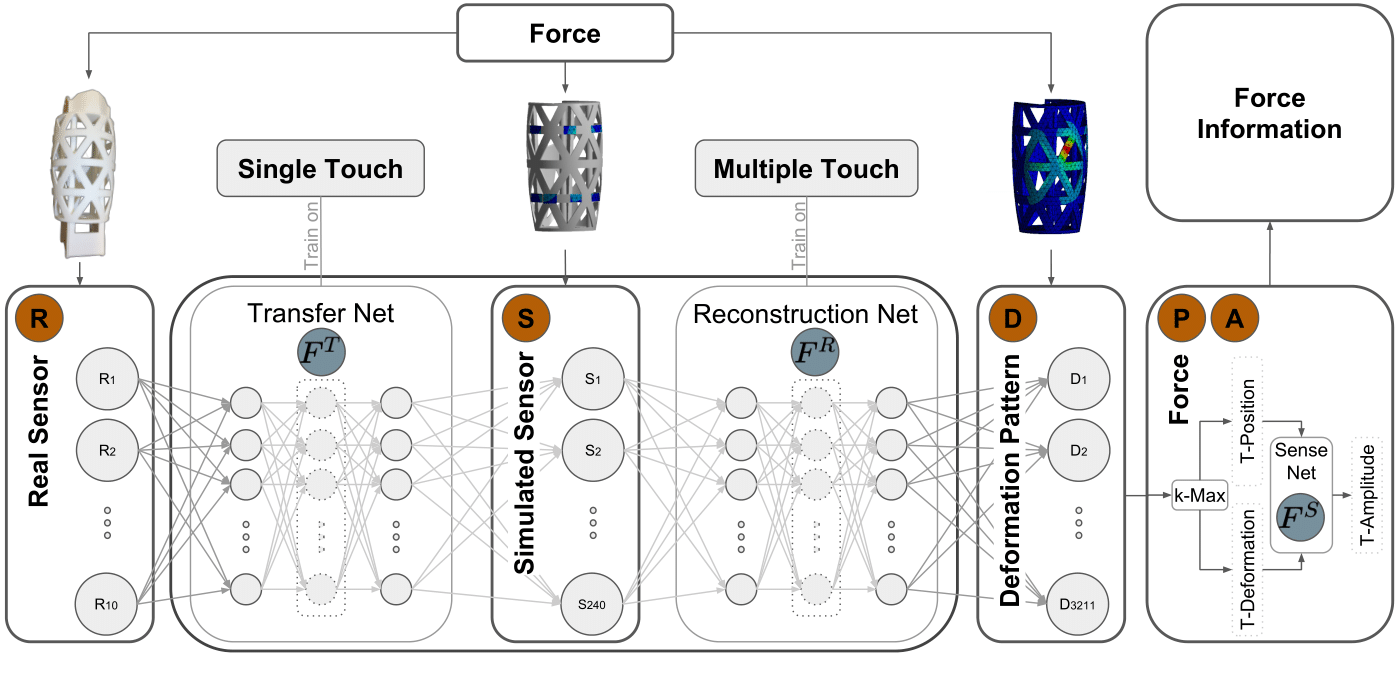 Force
Force
Information
Single Touch
Multiple Touch
Train on
Train on
R
Real Sensor
R1
R2
R10
Transfer Net
F^T
S
Simulated Sensor
S1
S2
S240
Reconstruction Net
F^R
D
Deformation Pattern
D1
D2
D3211
P
A
Force
k-Max
T-Position
T-Deformation
Sense
Net
F^S
T-Amplitude